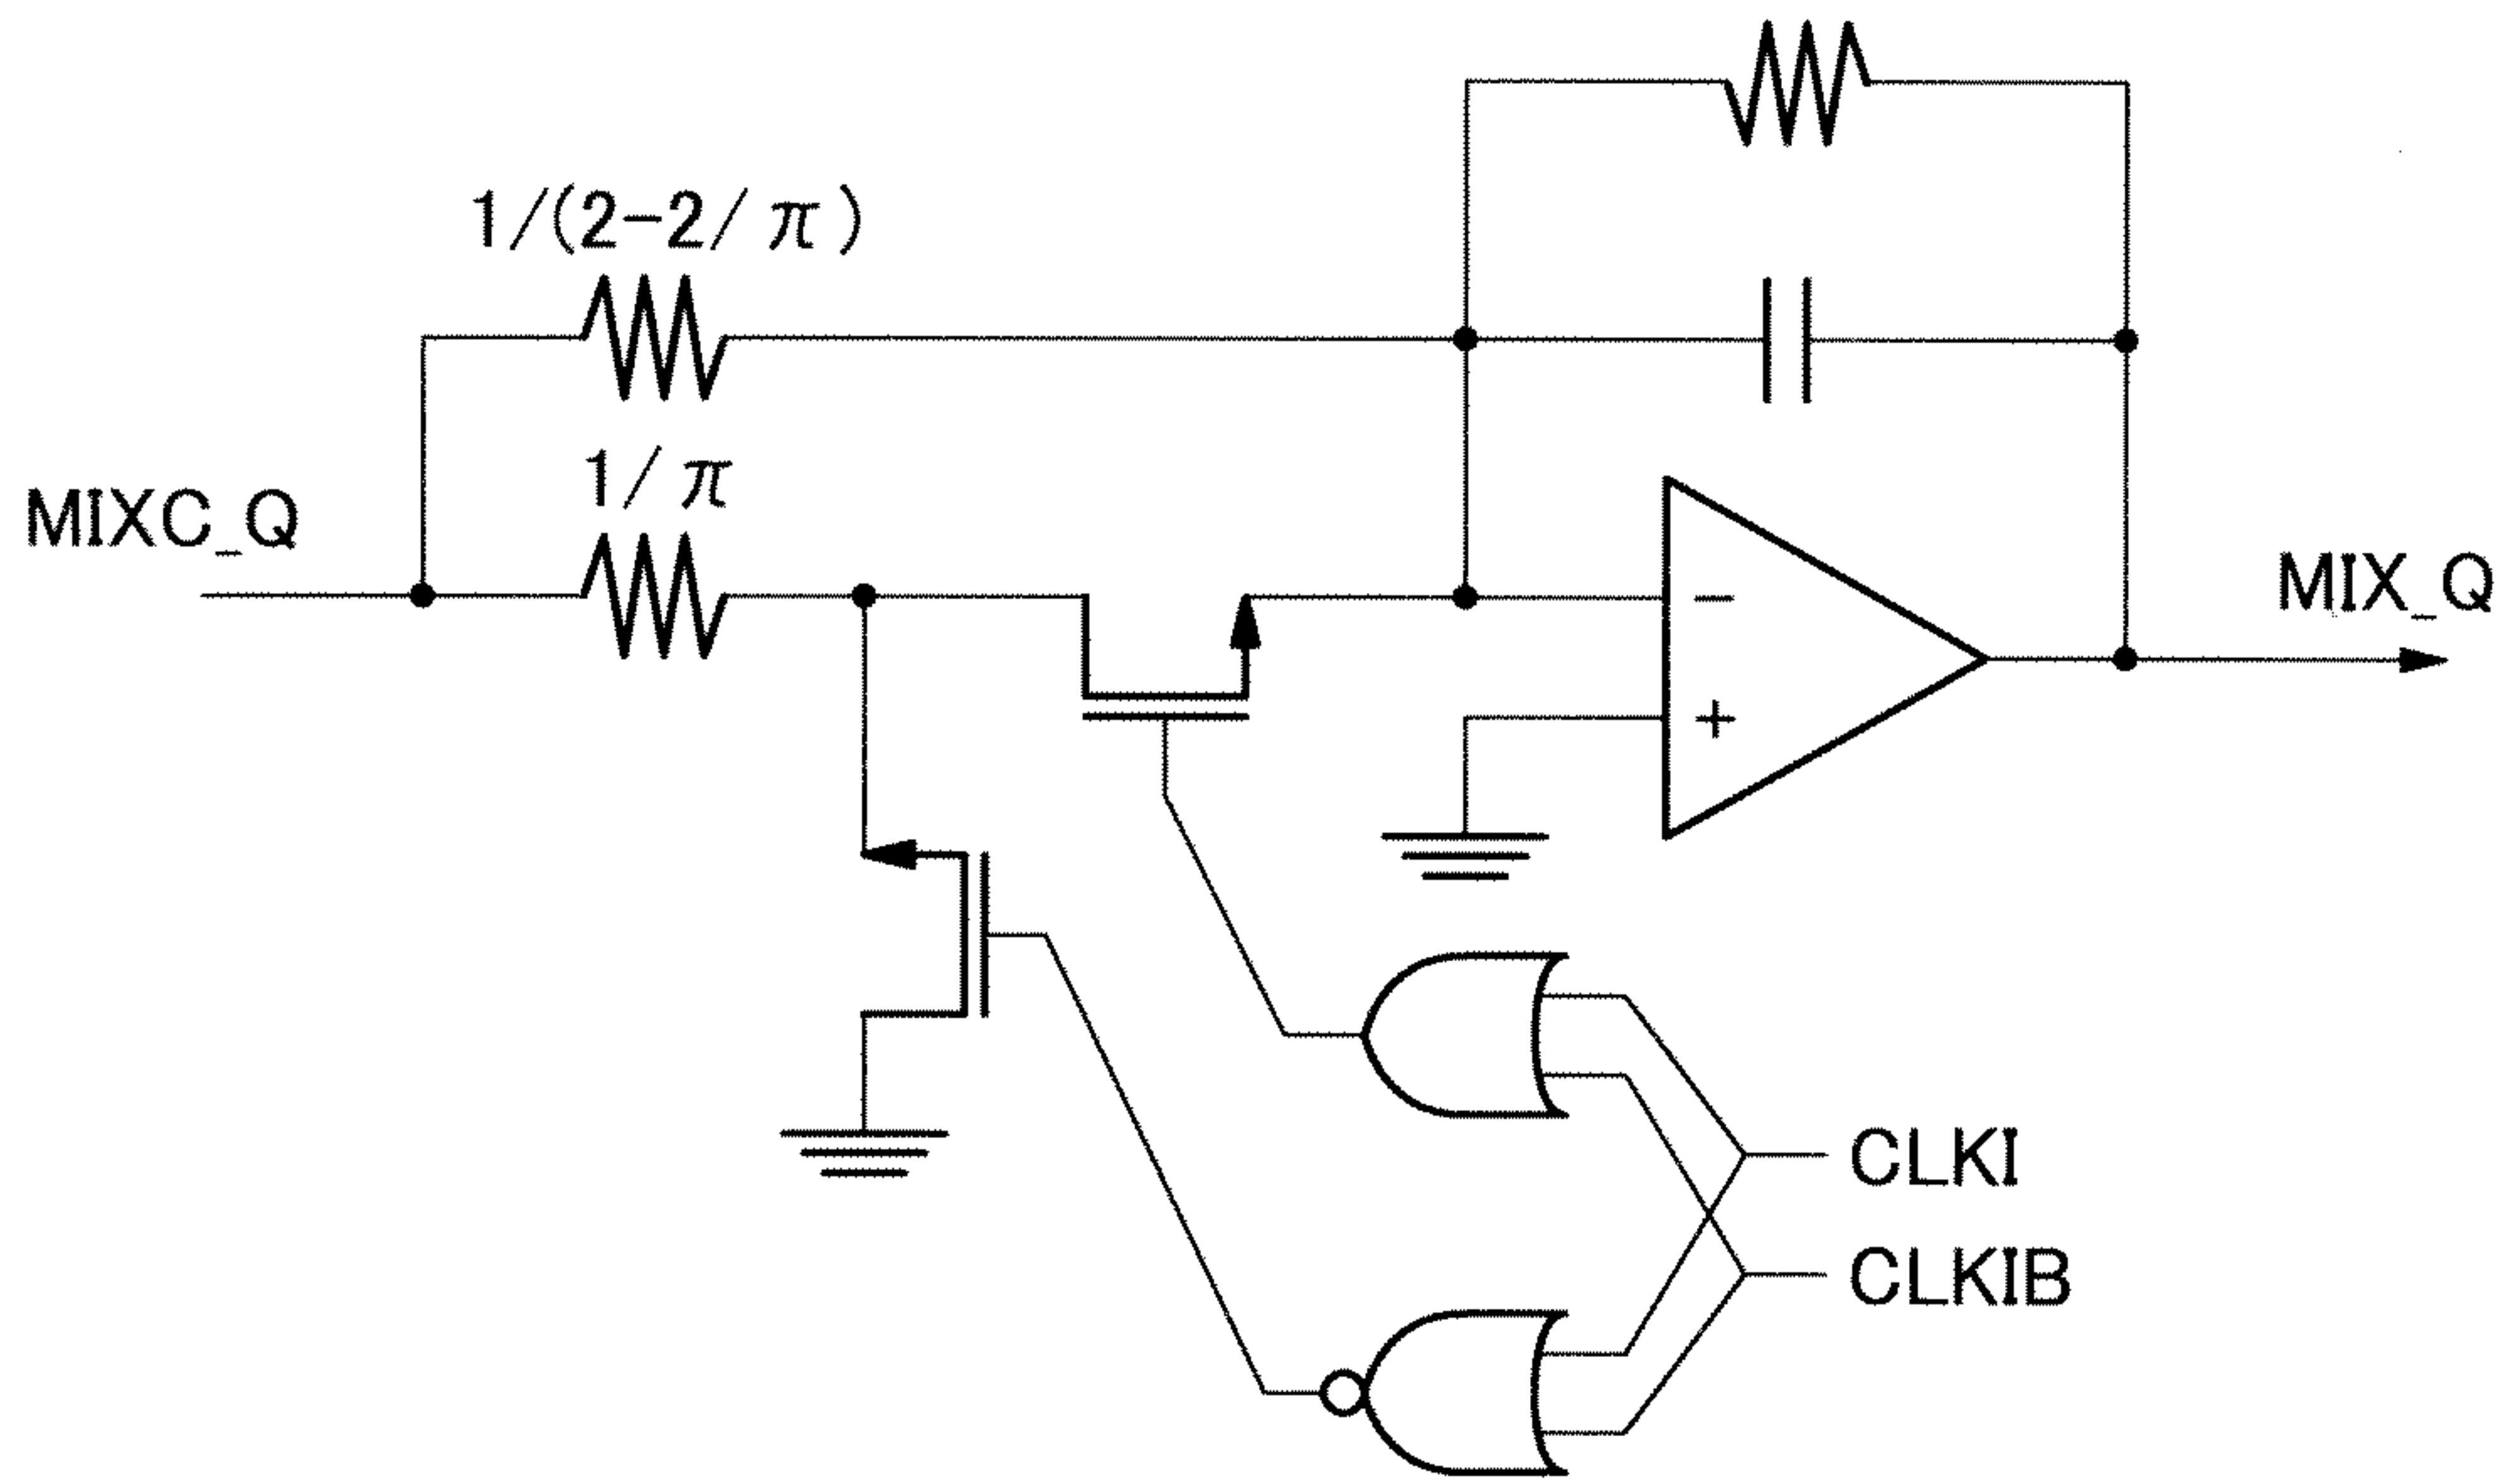 1/(2-2/π)
1/π
MIXC_Q
MIX_Q
-
+
CLKI
CLKIB